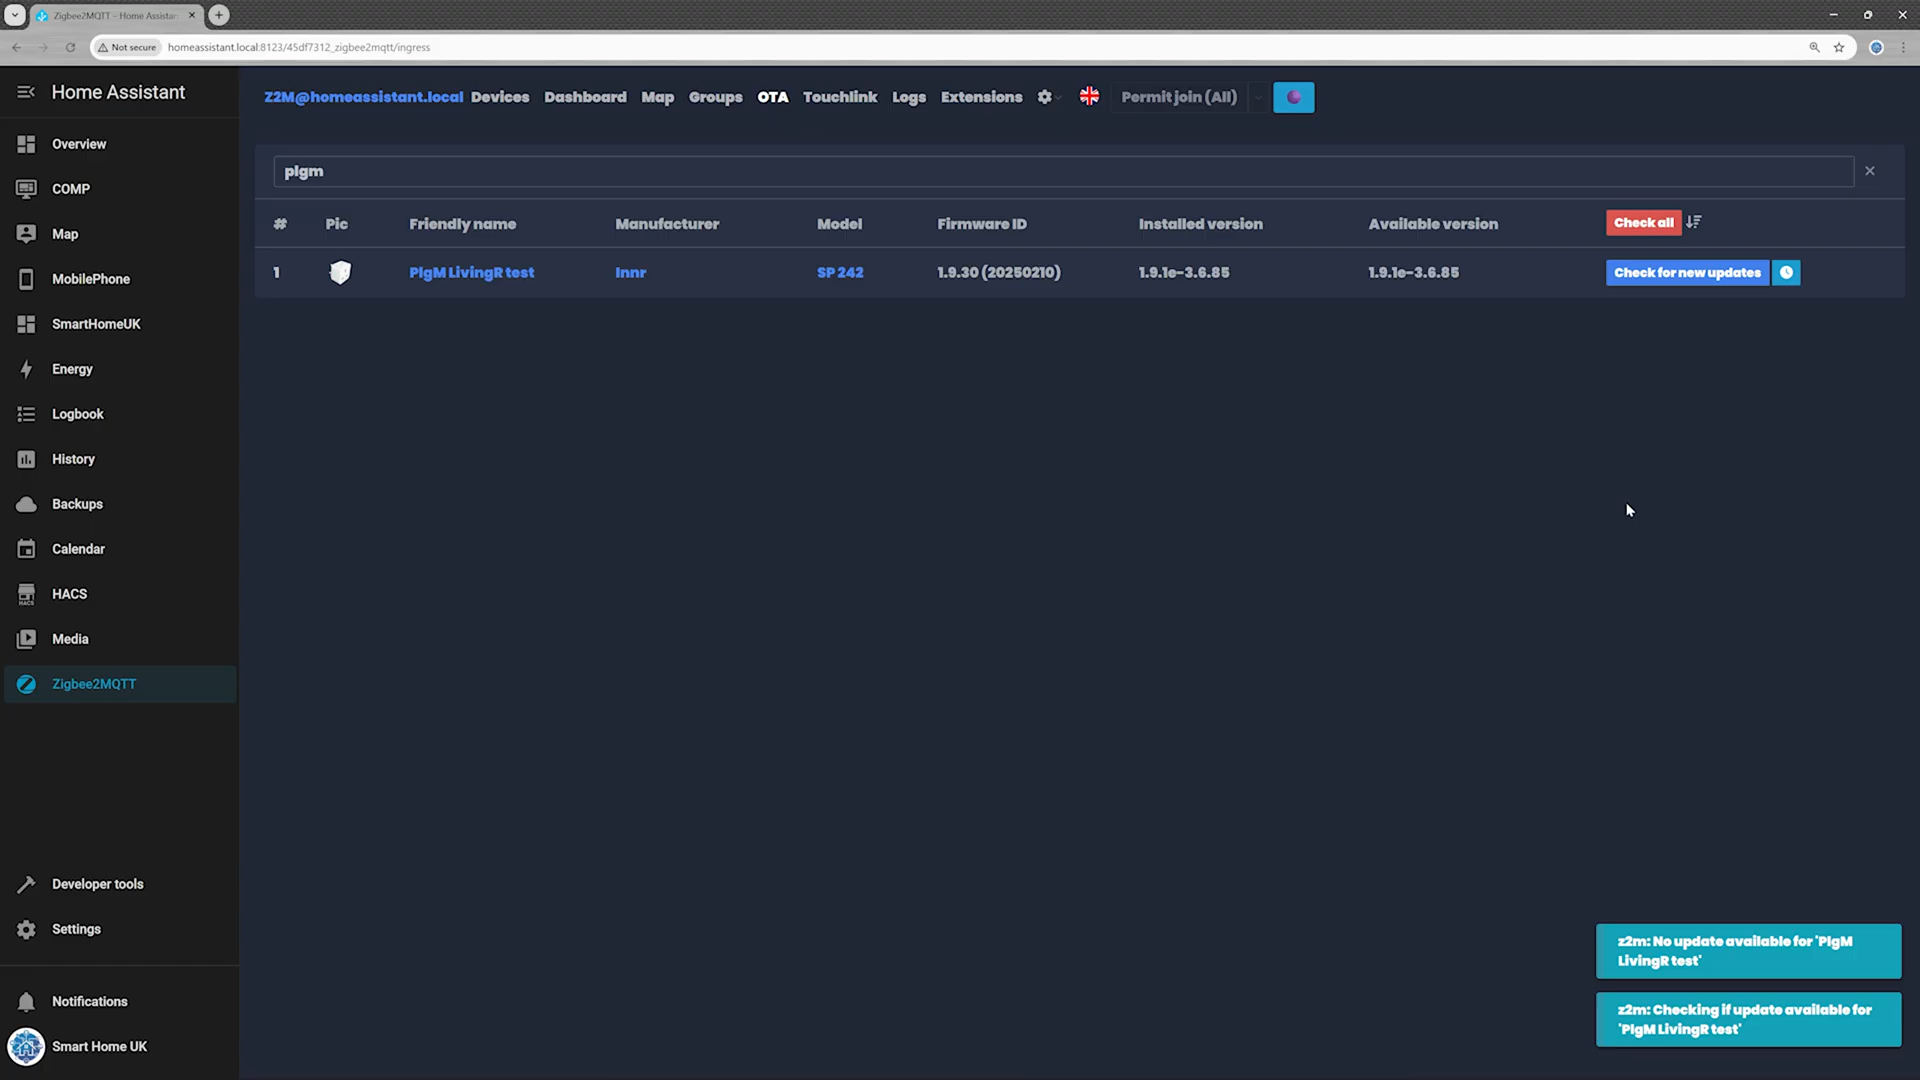 Zigbee2MQTT - Home Assistan
Not secure
homeassistant.local:8123/45df7312_zigbee2mqtt/ingress
Home Assistant
Overview
COMP
Map
MobilePhone
SmartHomeUK
Energy
Logbook
History
Backups
Calendar
HACS
Media
Zigbee2MQTT
Developer tools
Settings
Notifications
Smart Home UK
Z2M@homeassistant.local Devices Dashboard Map Groups OTA Touchlink Logs Extensions Permit join (All)
plgm
# Pic Friendly name Manufacturer Model Firmware ID Installed version Available version Check all
1 PlgM LivingR test Innr SP 242 1.9.30 (20250210) 1.9.1e-3.6.85 1.9.1e-3.6.85 Check for new updates
z2m: No update available for 'PlgM
LivingR test'
z2m: Checking if update available for
'PlgM LivingR test'